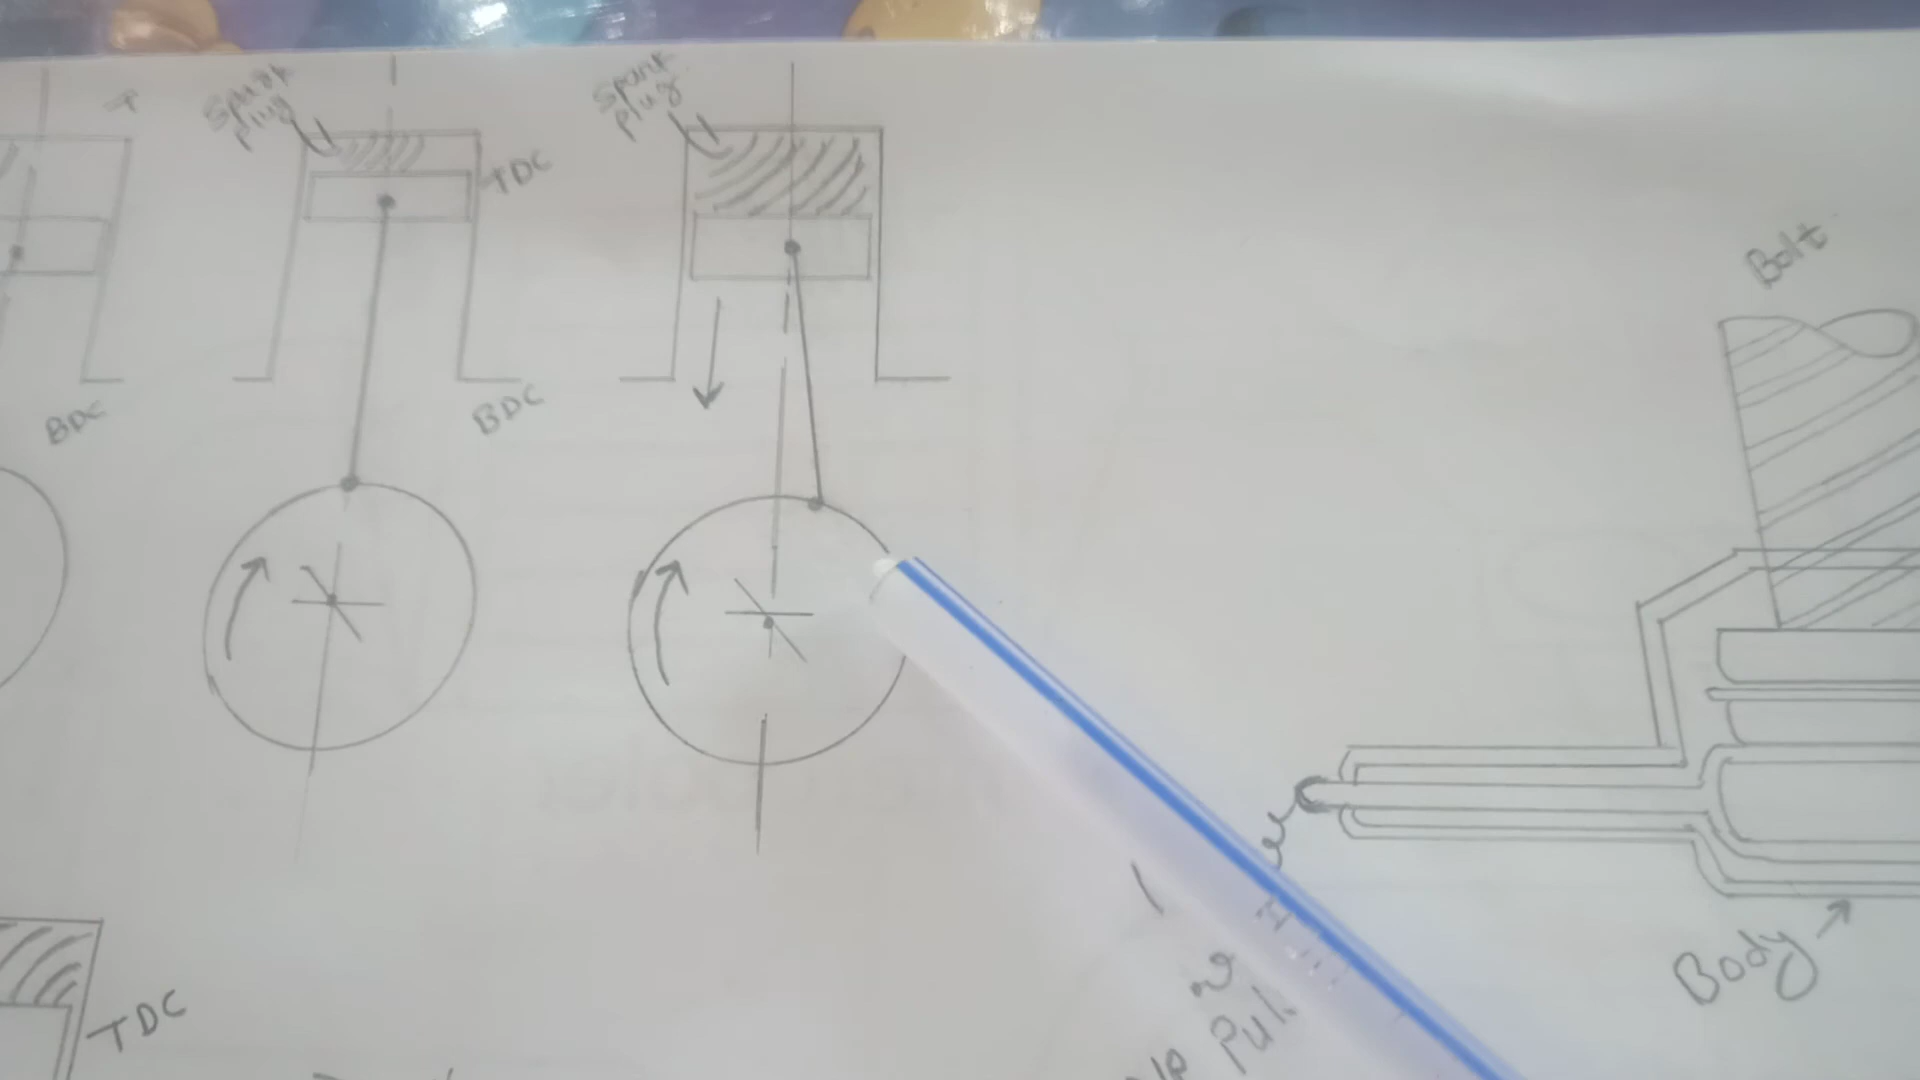 T
Spark
plug
TDC
Spark
plug
BDC
BDC
Bolt
Body
TDC